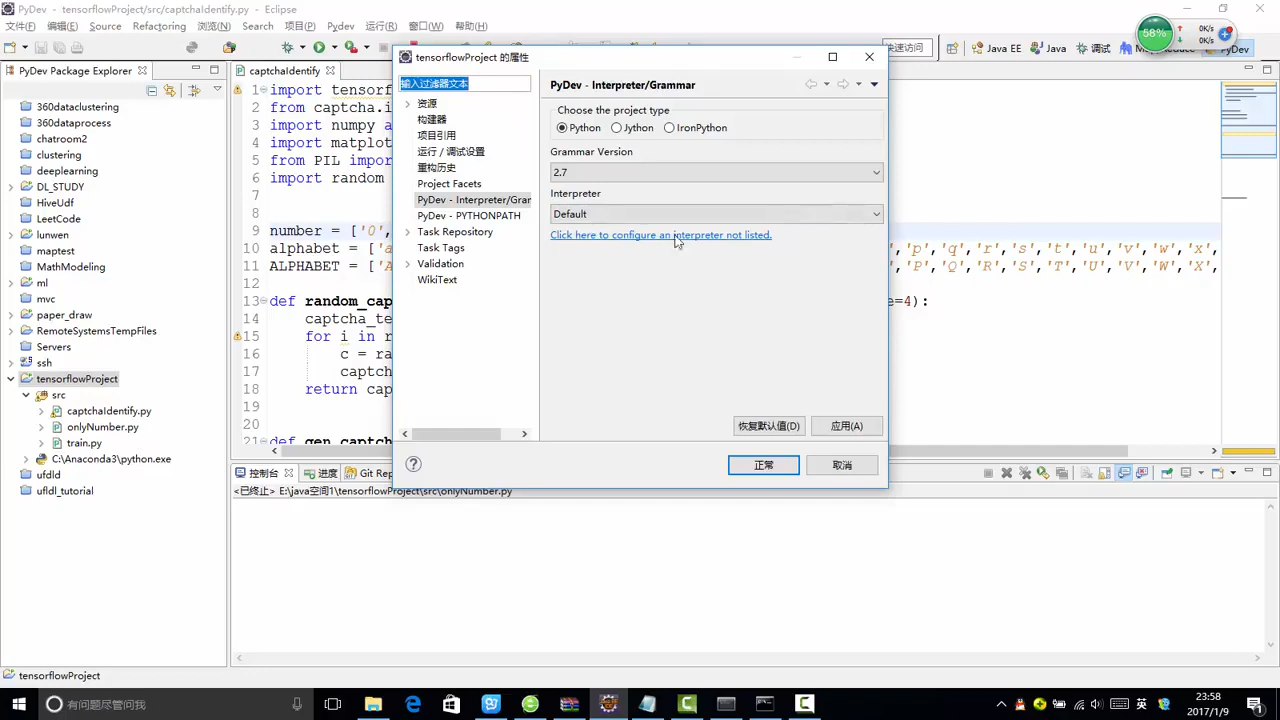 PyDev - tensorflowProject/src/captchaIdentify.py - Eclipse
文件(F) 编辑(E) Source Refactoring 浏览(N) Search 项目(P) Pydev 运行(R) 窗口(W) 帮助(H)
58%
0K/s
0K/s
快速访问
Java EE
Java
PyDev
PyDev Package Explorer
360dataclustering
360dataprocess
chatroom2
clustering
deeplearning
DL_STUDY
HiveUdf
LeetCode
lunwen
maptest
MathModeling
ml
mvc
paper_draw
RemoteSystemsTempFiles
Servers
ssh
tensorflowProject
src
captchaIdentify.py
onlyNumber.py
train.py
C:\Anaconda3\python.exe
ufdld
ufldl_tutorial
captchaIdentify
1 import tensorf
2 from captcha.i
3 import numpy a
4 import matplot
5 from PIL impor
6 import random
7
8
9 number = ['0',
10 alphabet = ['a 'p','q','r','s','t','u','v','w','x',
11 ALPHABET = ['A 'P','Q','R','S','T','U','V','W','X',
12
13 def random_cap e=4):
14 captcha_te
15 for i in r
16 c = ra
17 captch
18 return cap
19
20
21 def gen_captch
tensorflowProject 的属性
输入过滤器文本
资源
构建器
项目引用
运行 / 调试设置
重构历史
Project Facets
PyDev - Interpreter/Grar
PyDev - PYTHONPATH
Task Repository
Task Tags
Validation
WikiText
PyDev - Interpreter/Grammar
Choose the project type
Python Jython IronPython
Grammar Version
2.7
Interpreter
Default
Click here to configure an interpreter not listed.
恢复默认值(D) 应用(A)
正常 取消
控制台 进度 Git Rep
<已终止> E:\java空间1\tensorflowProject\src\onlyNumber.py
tensorflowProject
有问题尽管问我
英
23:58
2017/1/9